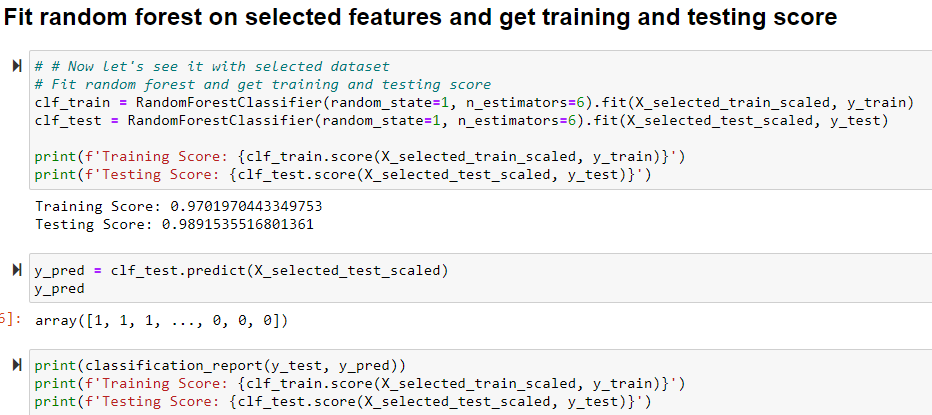 Fit random forest on selected features and get training and testing score
# # Now let's see it with selected dataset
# Fit random forest and get training and testing score
clf_train = RandomForestClassifier(random_state=1, n_estimators=6).fit(X_selected_train_scaled, y_train)
clf_test = RandomForestClassifier(random_state=1, n_estimators=6).fit(X_selected_test_scaled, y_test)
print(f'Training Score: {clf_train.score(X_selected_train_scaled, y_train)}')
print(f'Testing Score: {clf_test.score(X_selected_test_scaled, y_test)}')
Training Score: 0.9701970443349753
Testing Score: 0.9891535516801361
y_pred = clf_test.predict(X_selected_test_scaled)
y_pred
6]: array([1, 1, 1, ..., 0, 0, 0])
print(classification_report(y_test, y_pred))
print(f'Training Score: {clf_train.score(X_selected_train_scaled, y_train)}')
print(f'Testing Score: {clf_test.score(X_selected_test_scaled, y_test)}')